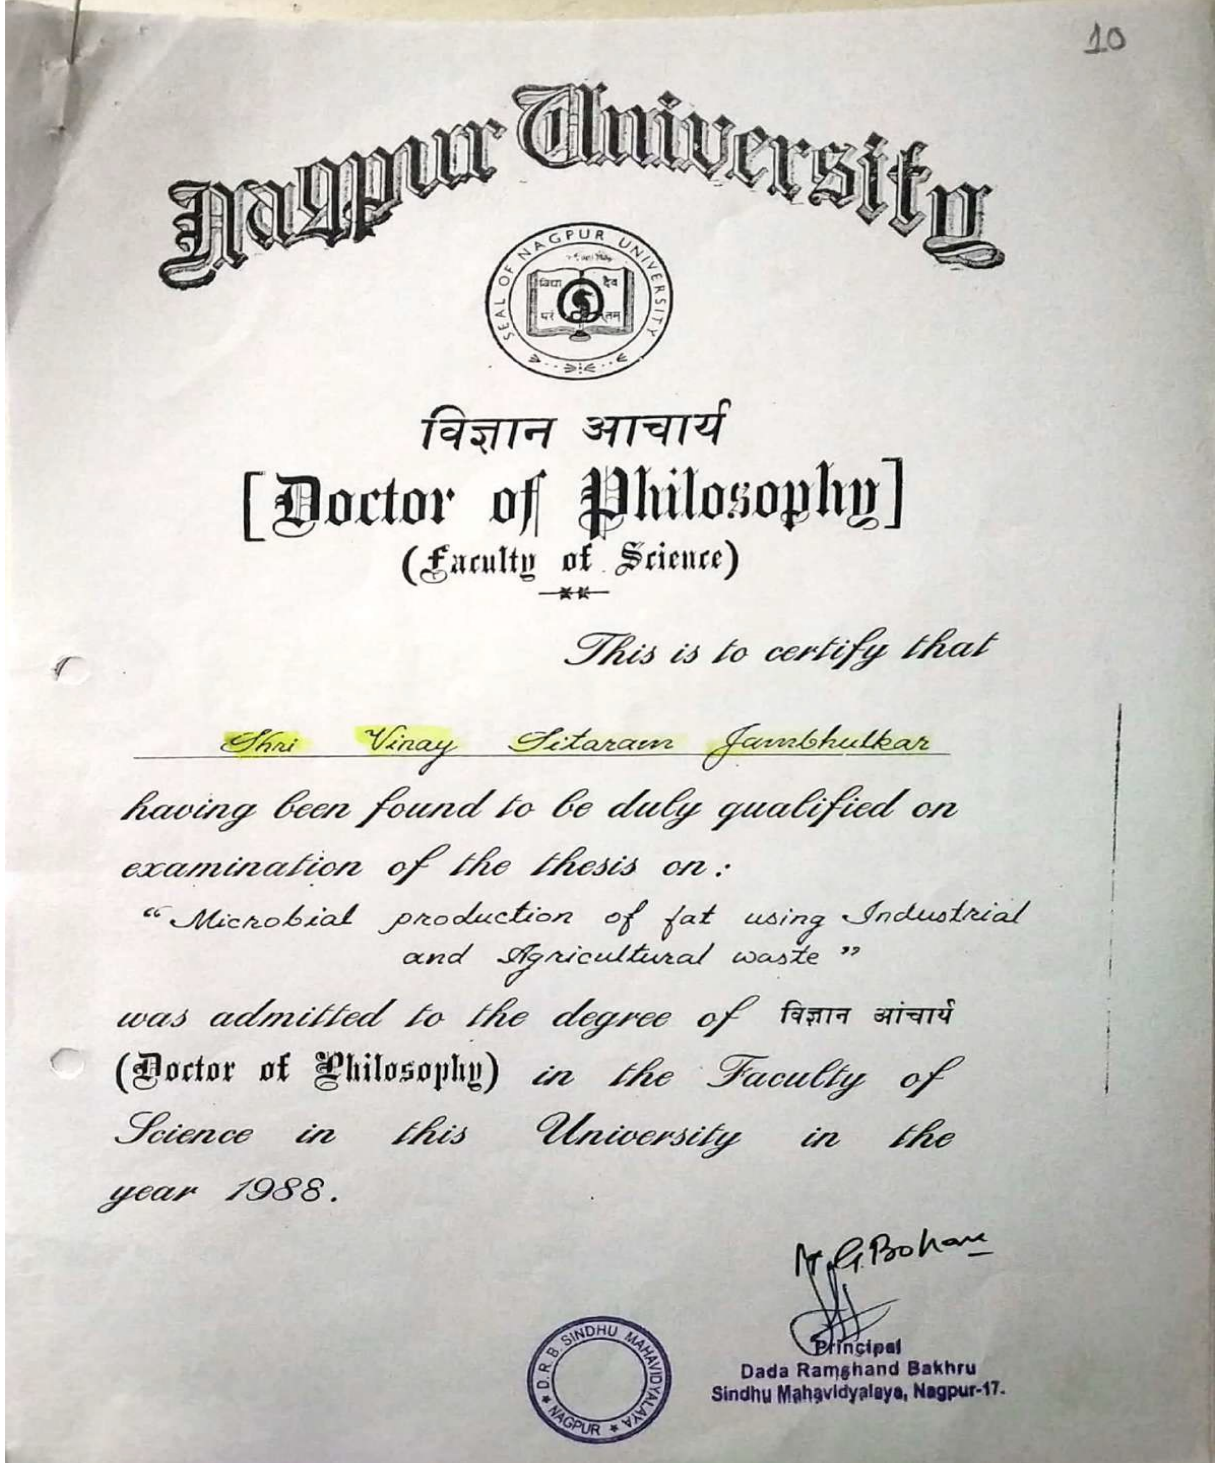 10
Nagpur University
SEAL OF NAGPUR UNIVERSITY
विद्या देव
परं
विज्ञान आचार्य
[Doctor of Philosophy]
(Faculty of Science)
This is to certify that
Shri Vinay Sitaram Jambhulkar
having been found to be duly qualified on
examination of the thesis on :
“Microbial production of fat using Industrial
and Agricultural waste”
was admitted to the degree of विज्ञान आंचार्य
(Doctor of Philosophy) in the Faculty of
Science in this University in the
year 1988.
G. Bokare
Principal
Dada Ramchand Bakhru
Sindhu Mahavidyalaya, Nagpur-17.
★ D. R. B. SINDHU MAHAVIDYALAYA ★
NAGPUR